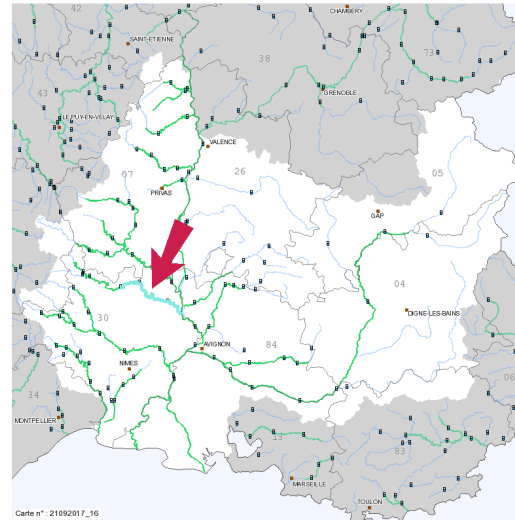 CHAMBERY
42
SAINT-ETIENNE
38
73
43
GRENOBLE
LE PUY-EN-VELAY
VALENCE
07
26
05
PRIVAS
GAP
04
30
DIGNE-LES-BAINS
AVIGNON
84
NIMES
34
06
MONTPELLIER
13
83
MARSEILLE
TOULON
Carte n° : 21092017_16